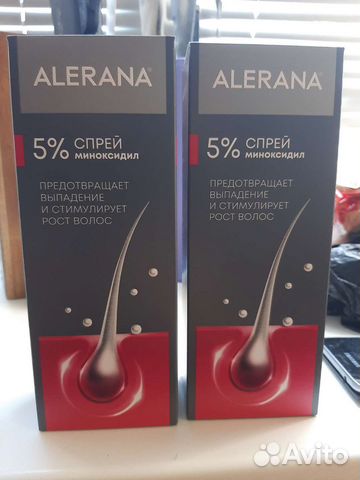 ALERANA®
5% СПРЕЙ
МИНОКСИДИЛ
ПРЕДОТВРАЩАЕТ
ВЫПАДЕНИЕ
И СТИМУЛИРУЕТ
РОСТ ВОЛОС
ALERANA®
5% СПРЕЙ
МИНОКСИДИЛ
ПРЕДОТВРАЩАЕТ
ВЫПАДЕНИЕ
И СТИМУЛИРУЕТ
РОСТ ВОЛОС
Avito